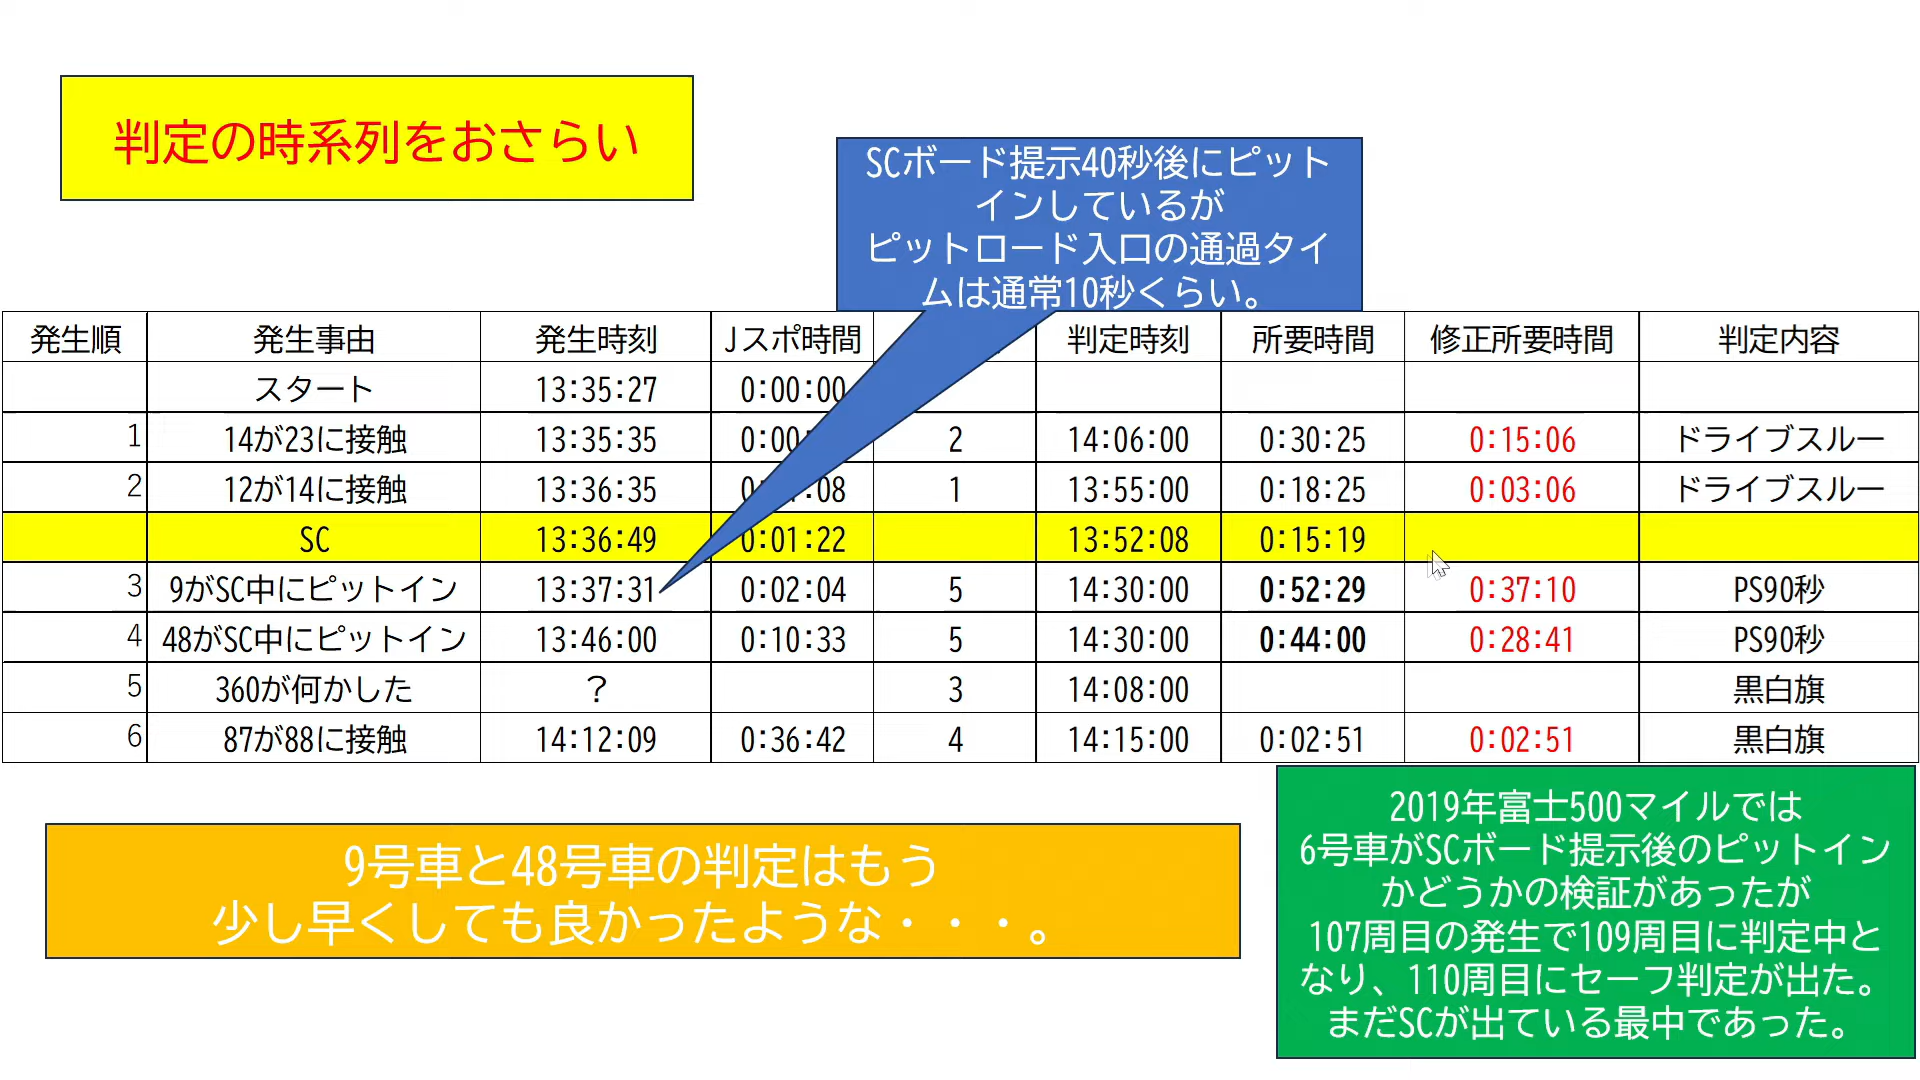 判定の時系列をおさらい
SCボード提示40秒後にピット
インしているが
ピットロード入口の通過タイ
ムは通常10秒くらい。
発生順 発生事由 発生時刻 Jスポ時間 判定時刻 所要時間 修正所要時間 判定内容
スタート 13:35:27 0:00:00
1 14が23に接触 13:35:35 0:00 2 14:06:00 0:30:25 0:15:06 ドライブスルー
2 12が14に接触 13:36:35 :08 1 13:55:00 0:18:25 0:03:06 ドライブスルー
SC 13:36:49 0:01:22 13:52:08 0:15:19
3 9がSC中にピットイン 13:37:31 0:02:04 5 14:30:00 0:52:29 0:37:10 PS90秒
4 48がSC中にピットイン 13:46:00 0:10:33 5 14:30:00 0:44:00 0:28:41 PS90秒
5 360が何かした ? 3 14:08:00 黒白旗
6 87が88に接触 14:12:09 0:36:42 4 14:15:00 0:02:51 0:02:51 黒白旗
9号車と48号車の判定はもう
少し早くしても良かったような・・・。
2019年富士500マイルでは
6号車がSCボード提示後のピットイン
かどうかの検証があったが
107周目の発生で109周目に判定中と
なり、110周目にセーフ判定が出た。
まだSCが出ている最中であった。